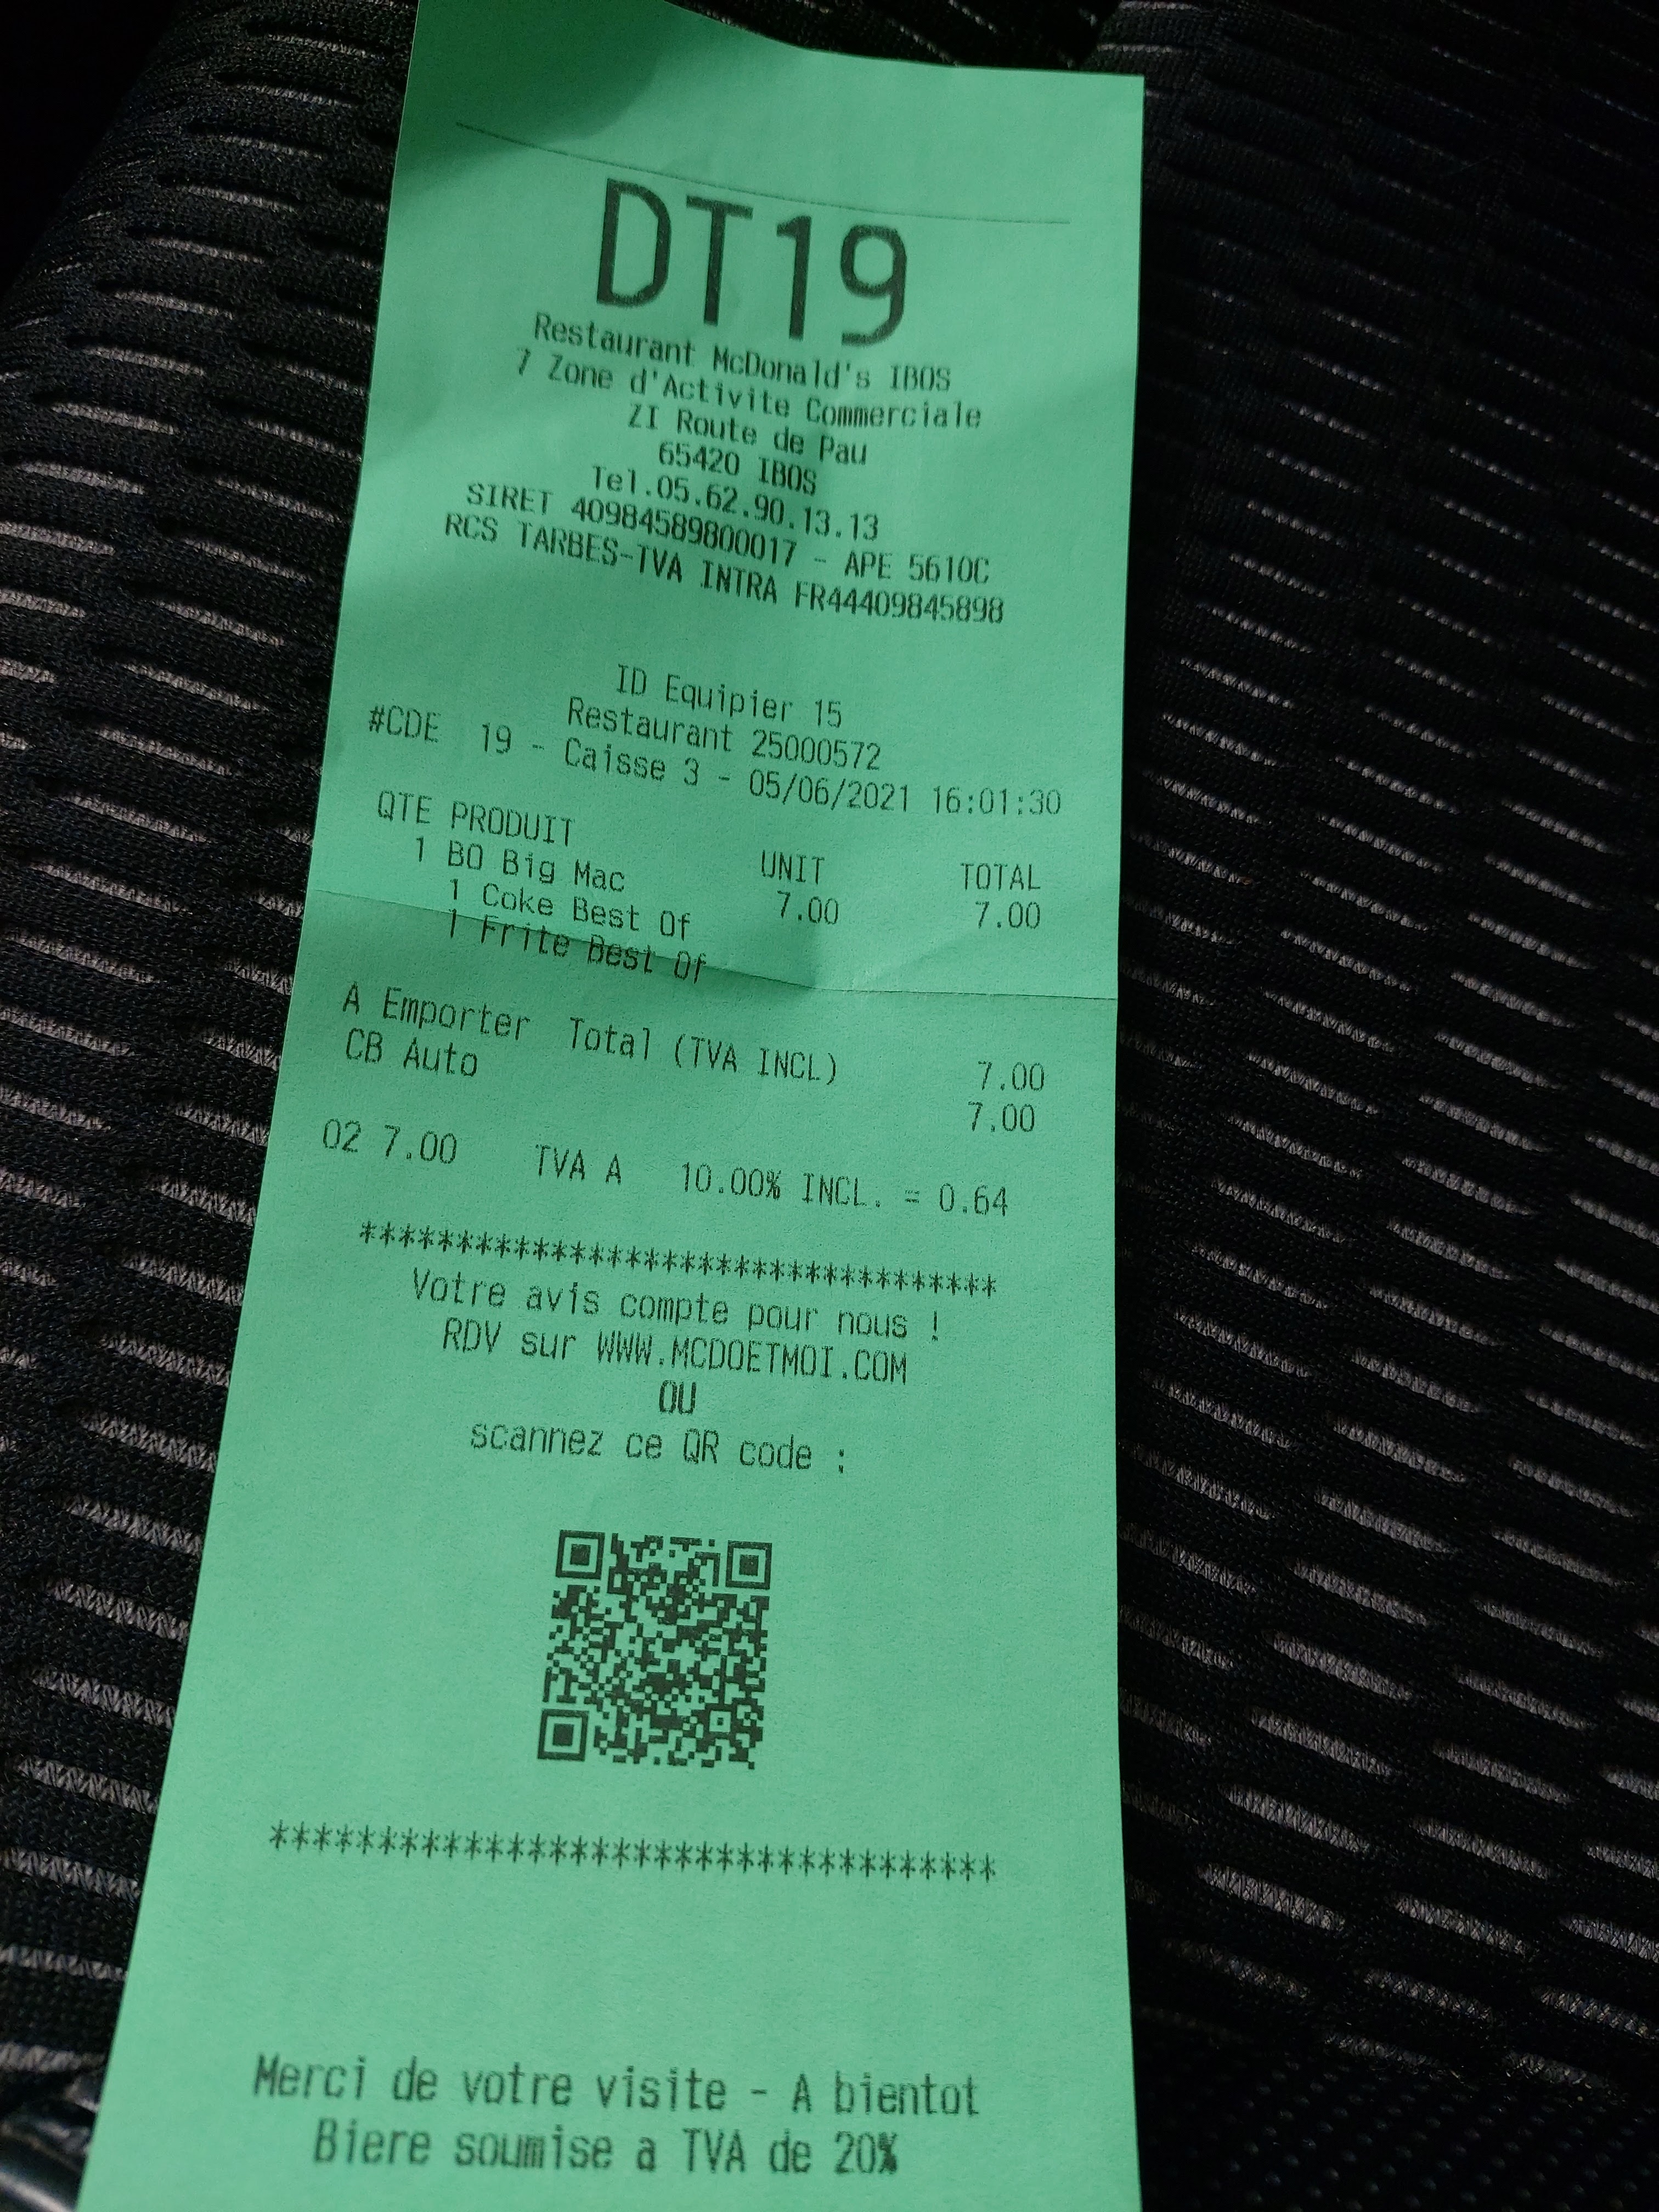 DT19
Restaurant McDonald's IBOS
7 Zone d'Activite Commerciale
ZI Route de Pau
65420 IBOS
Tel.05.62.90.13.13
SIRET 40984589800017 - APE 5610C
RCS TARBES-TVA INTRA FR44409845898
ID Equipier 15
Restaurant 25000572
#CDE 19 - Caisse 3 - 05/06/2021 16:01:30
QTE PRODUIT UNIT TOTAL
1 BO Big Mac 7.00 7.00
1 Coke Best Of
1 Frite Best Of
A Emporter Total (TVA INCL) 7.00
CB Auto 7.00
02 7.00 TVA A 10.00% INCL. = 0.64
*********************************
Votre avis compte pour nous !
RDV sur WWW.MCDOETMOI.COM
OU
scannez ce QR code :
*********************************
Merci de votre visite - A bientot
Biere soumise a TVA de 20%